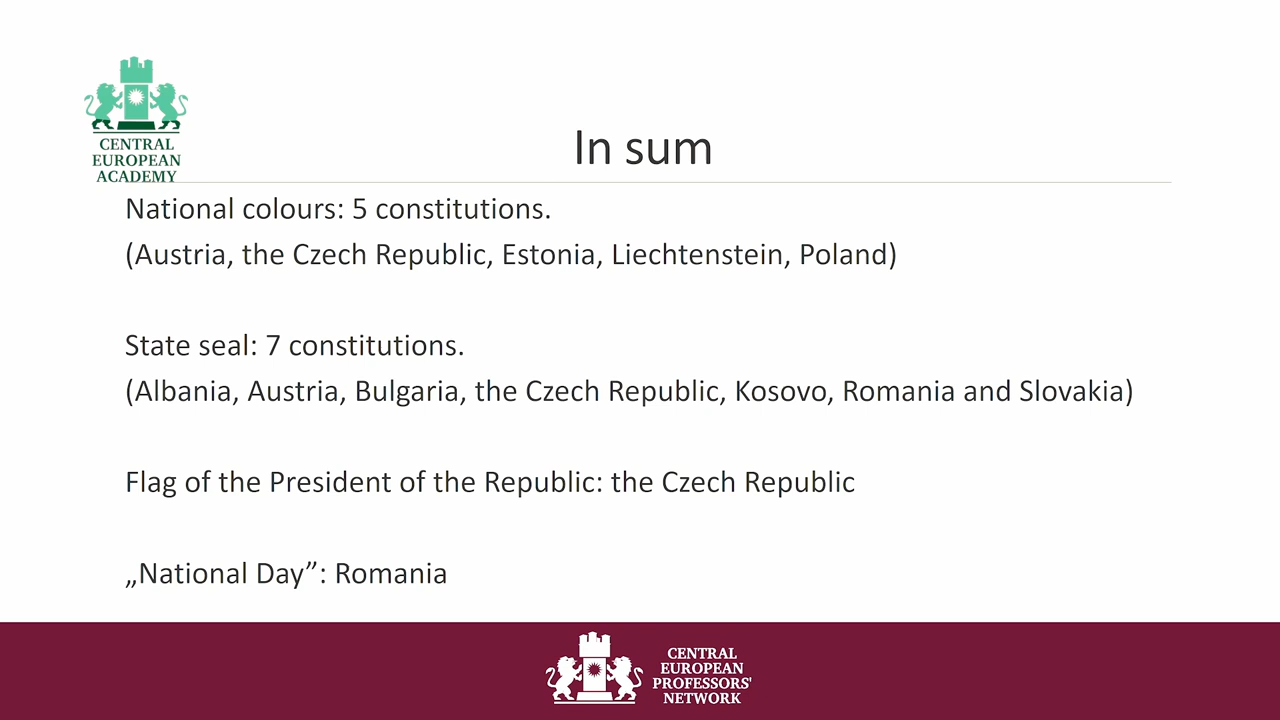 CENTRAL
EUROPEAN
ACADEMY
In sum
National colours: 5 constitutions.
(Austria, the Czech Republic, Estonia, Liechtenstein, Poland)
State seal: 7 constitutions.
(Albania, Austria, Bulgaria, the Czech Republic, Kosovo, Romania and Slovakia)
Flag of the President of the Republic: the Czech Republic
„National Day”: Romania
CENTRAL
EUROPEAN
PROFESSORS'
NETWORK